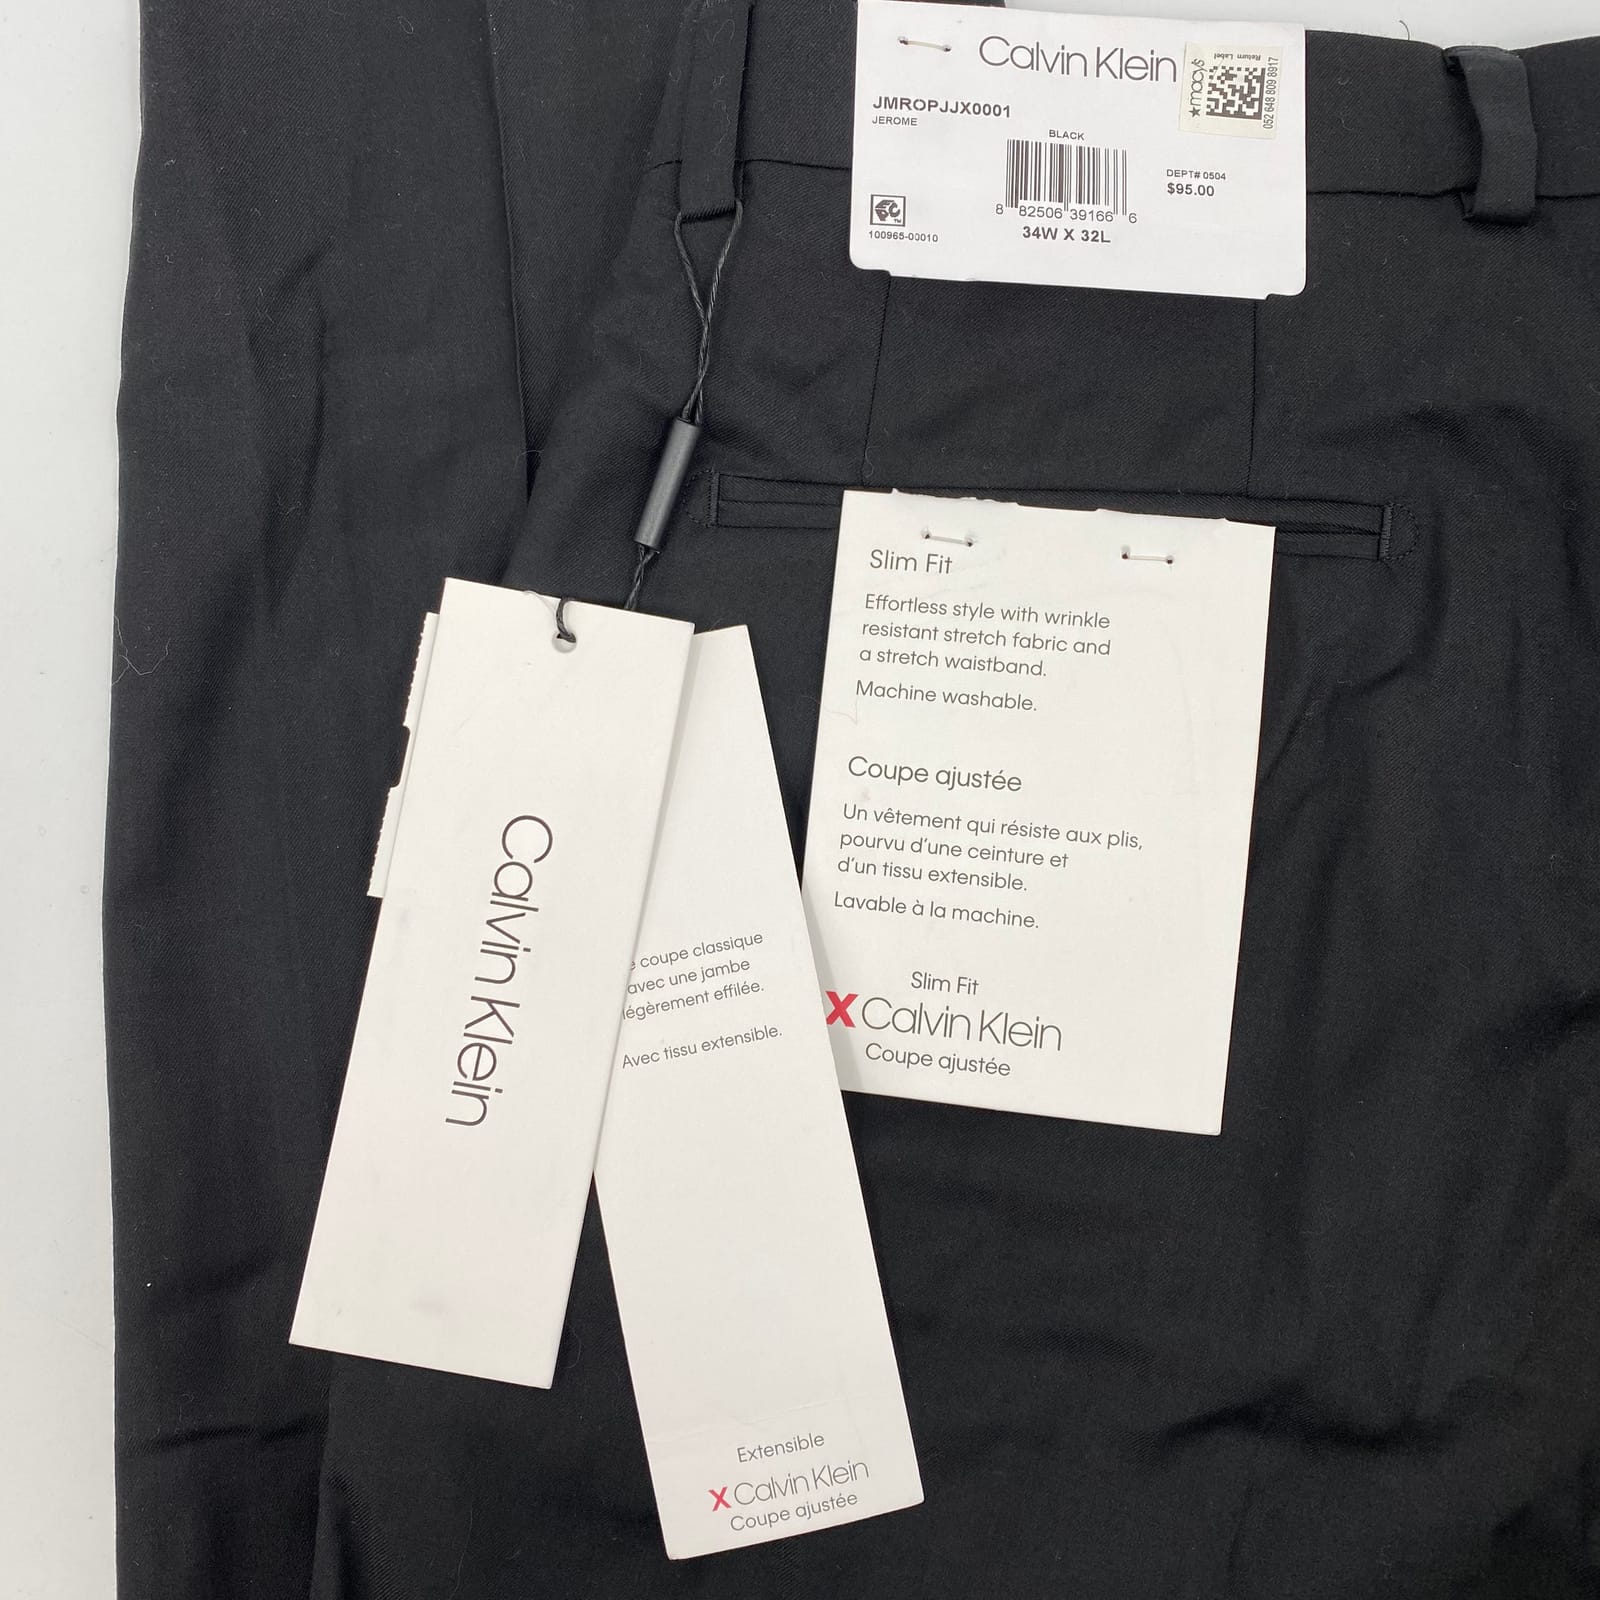 Calvin Klein
★macys
Return Label
052 648 809 8917
JMROPJJX0001
JEROME
BLACK
DEPT# 0504
$95.00
8 82506 39166 6
34W X 32L
100965-00010
Slim Fit
Effortless style with wrinkle
resistant stretch fabric and
a stretch waistband.
Machine washable.
Coupe ajustée
Un vêtement qui résiste aux plis,
pourvu d'une ceinture et
d'un tissu extensible.
Lavable à la machine.
Slim Fit
X Calvin Klein
Coupe ajustée
Calvin Klein
coupe classique
avec une jambe
légèrement effilée.
Avec tissu extensible.
Extensible
X Calvin Klein
Coupe ajustée